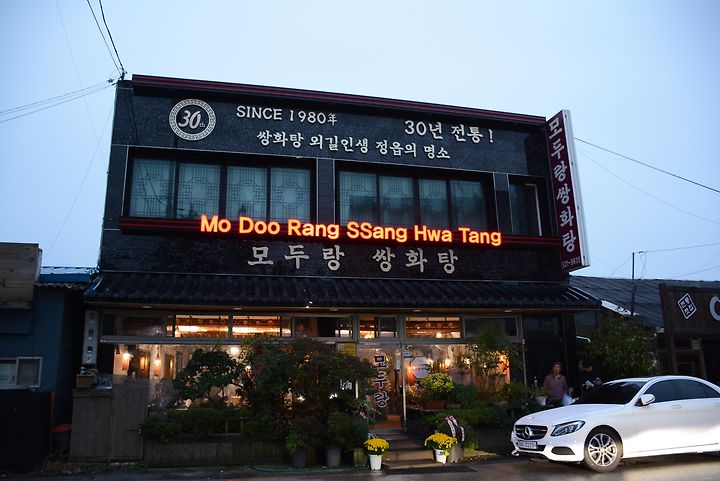 30th
SINCE 1980年
30년 전통!
쌍화탕 외길인생 정읍의 명소
Mo Doo Rang SSang Hwa Tang
모두랑 쌍화탕
모두랑쌍화탕
531-9635
모두랑